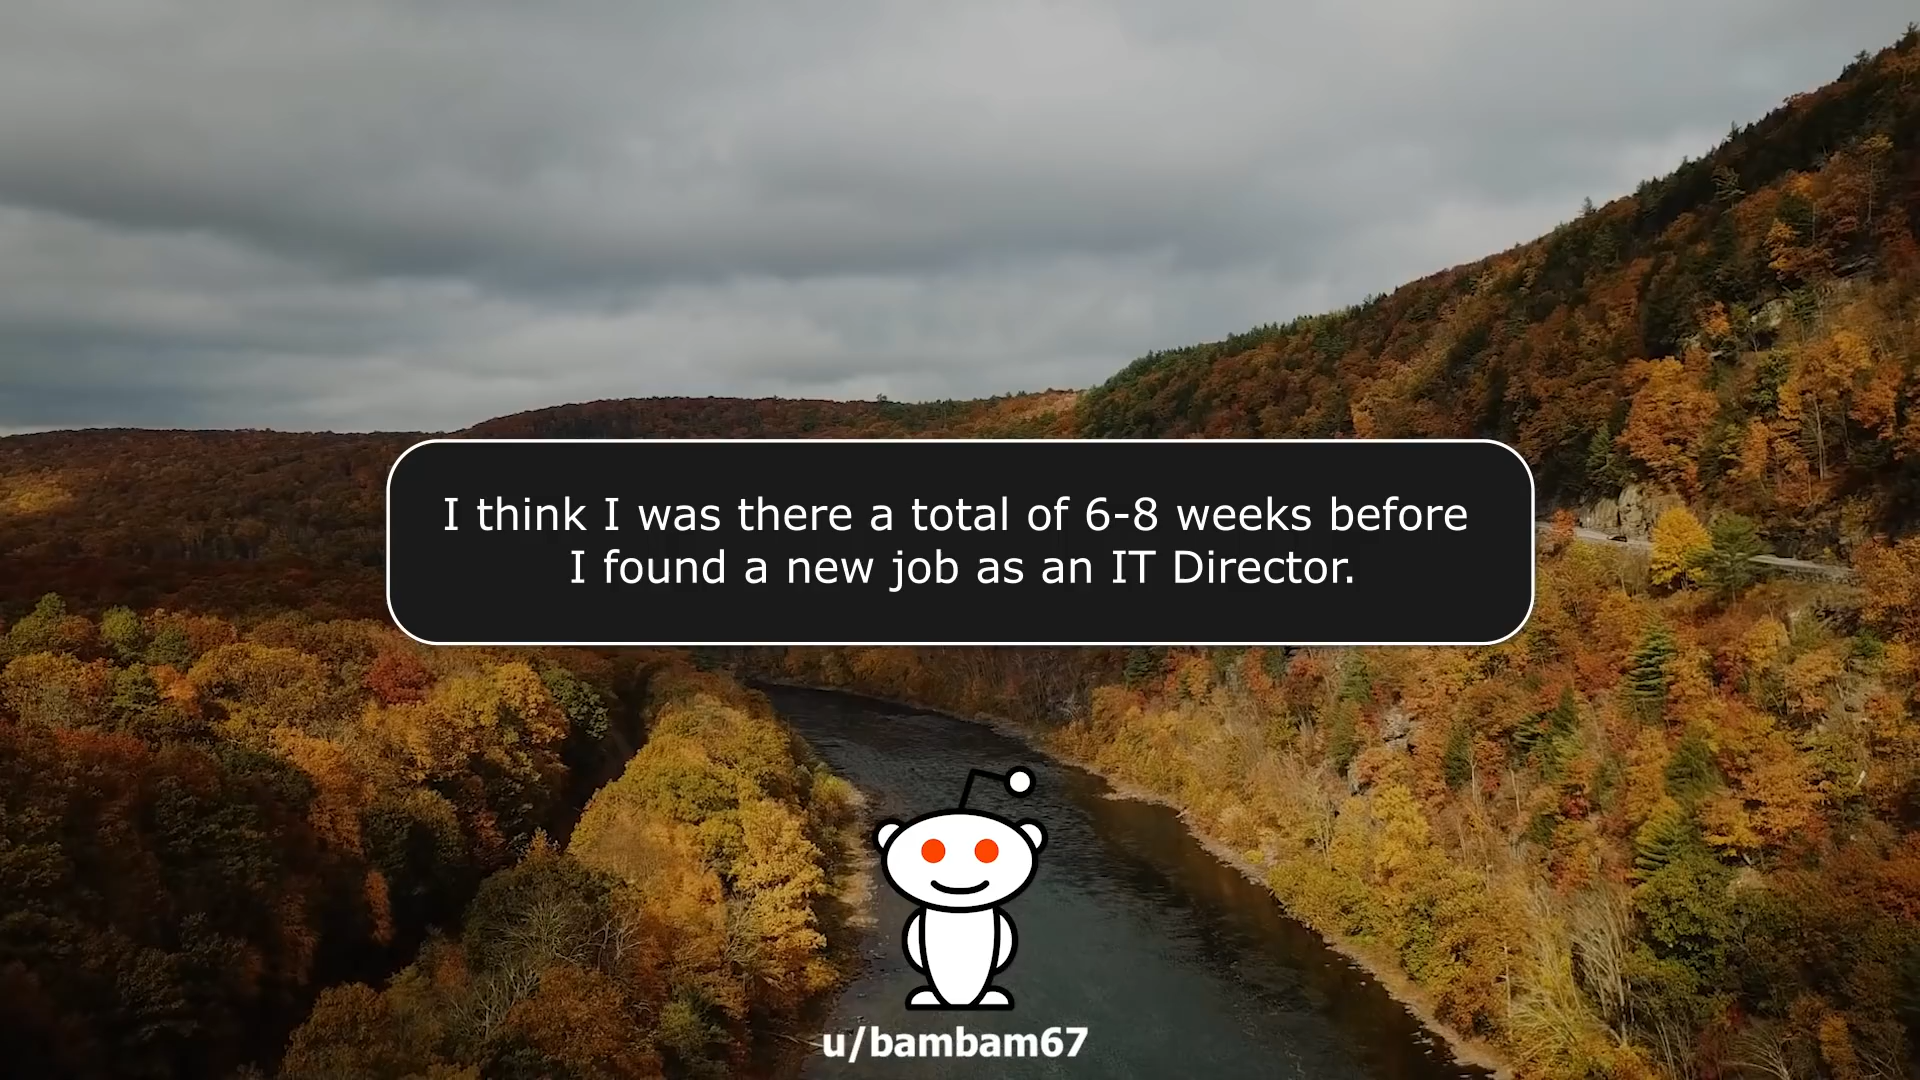 I think I was there a total of 6-8 weeks before
I found a new job as an IT Director.
u/bambam67